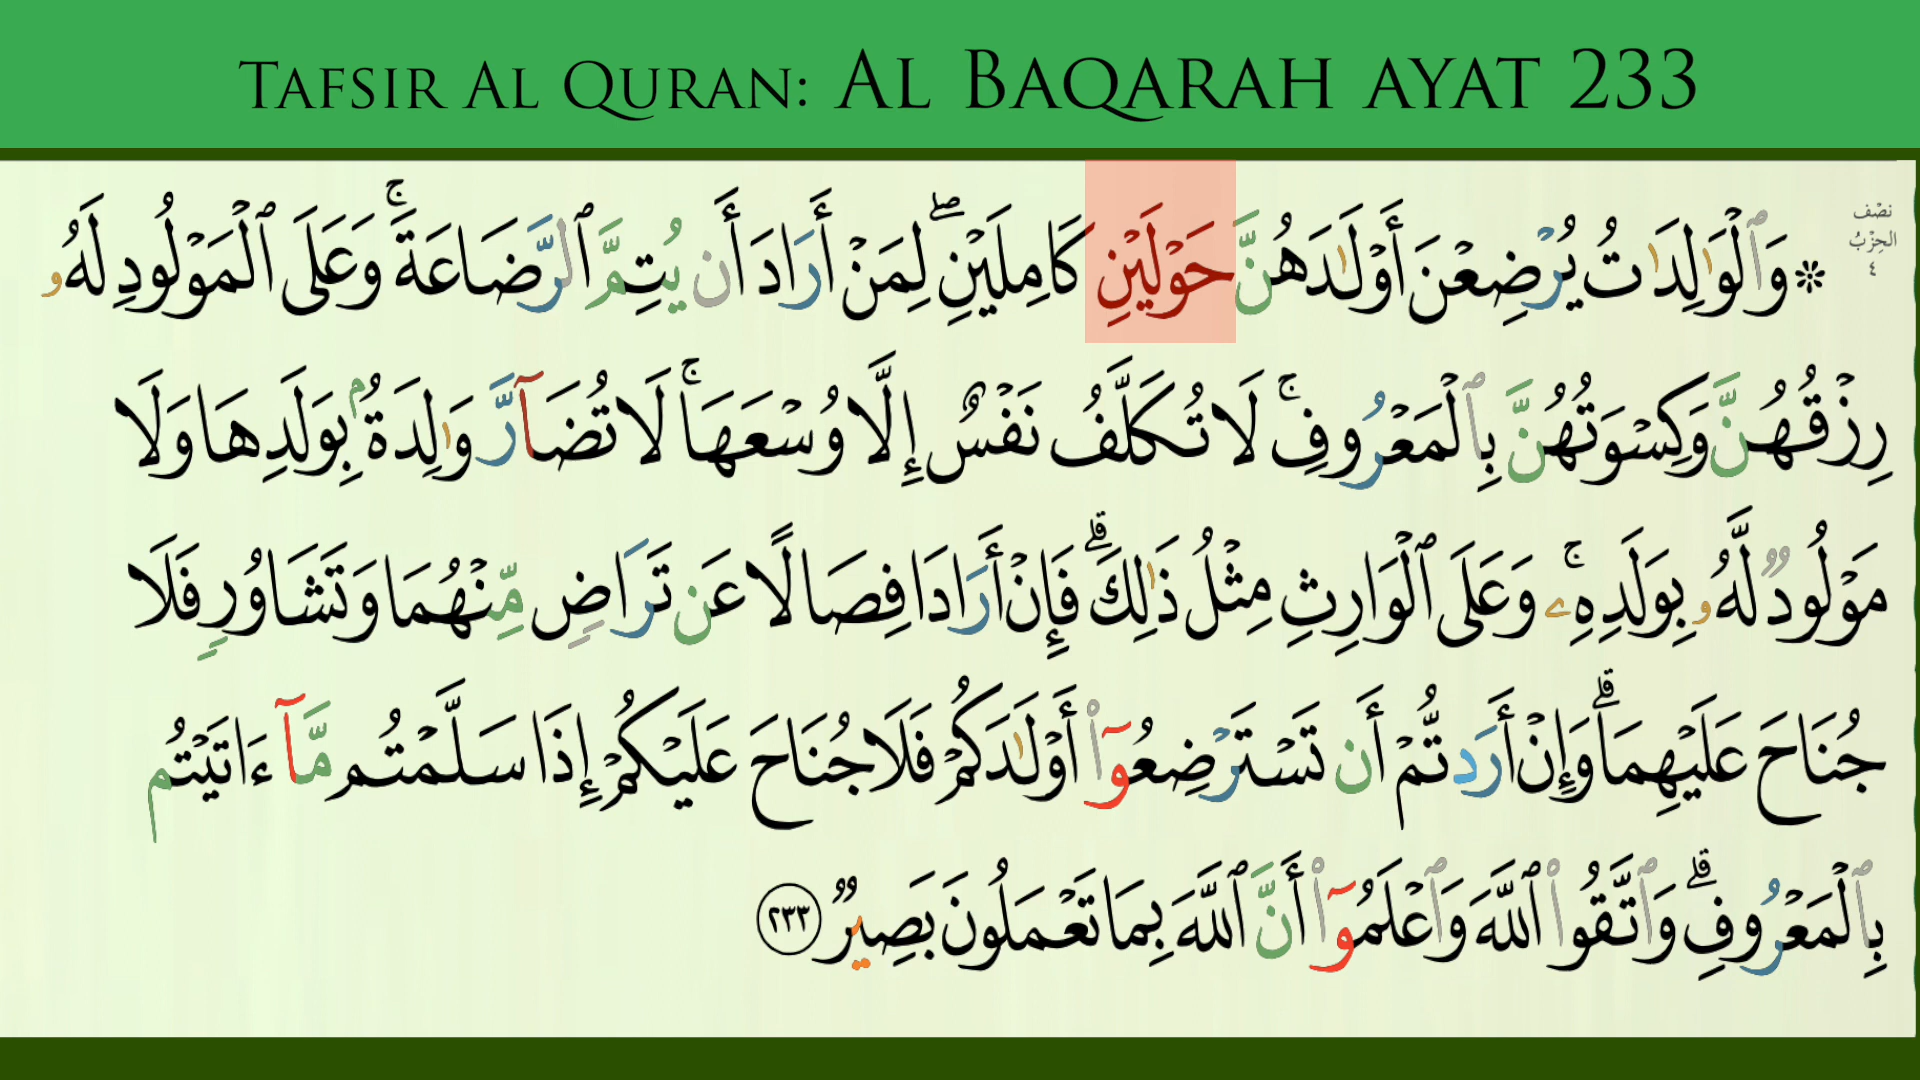 TAFSIR AL QURAN: AL BAQARAH AYAT 233
نصف
الحزب
٤
۞ وَٱلْوَٰلِدَٰتُ يُرْضِعْنَ أَوْلَٰدَهُنَّ حَوْلَيْنِ كَامِلَيْنِ ۖ لِمَنْ أَرَادَ أَن يُتِمَّ ٱلرَّضَاعَةَ ۚ وَعَلَى ٱلْمَوْلُودِ لَهُۥ
رِزْقُهُنَّ وَكِسْوَتُهُنَّ بِٱلْمَعْرُوفِ ۚ لَا تُكَلَّفُ نَفْسٌ إِلَّا وُسْعَهَا ۚ لَا تُضَآرَّ وَٰلِدَةٌۢ بِوَلَدِهَا وَلَا
مَوْلُودٌ لَّهُۥ بِوَلَدِهِۦ ۚ وَعَلَى ٱلْوَارِثِ مِثْلُ ذَٰلِكَ ۗ فَإِنْ أَرَادَا فِصَالًا عَن تَرَاضٍ مِّنْهُمَا وَتَشَاوُرٍ فَلَا
جُنَاحَ عَلَيْهِمَا ۗ وَإِنْ أَرَدتُّمْ أَن تَسْتَرْضِعُوٓا۟ أَوْلَٰدَكُمْ فَلَا جُنَاحَ عَلَيْكُمْ إِذَا سَلَّمْتُم مَّآ ءَاتَيْتُم
بِٱلْمَعْرُوفِ ۗ وَٱتَّقُوا۟ ٱللَّهَ وَٱعْلَمُوٓا۟ أَنَّ ٱللَّهَ بِمَا تَعْمَلُونَ بَصِيرٌ ٢٣٣